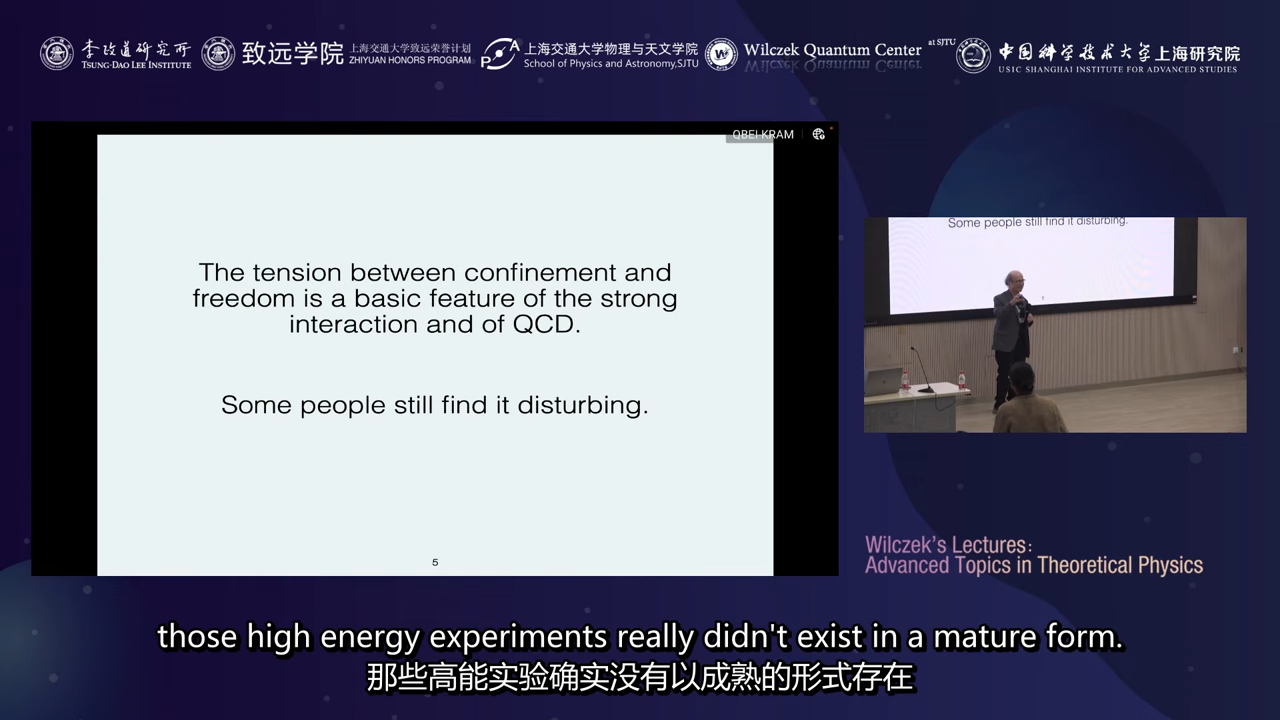 李政道研究所
TSUNG-DAO LEE INSTITUTE
致远学院
上海交通大学致远荣誉计划
ZHIYUAN HONORS PROGRAM
上海交通大学物理与天文学院
School of Physics and Astronomy,SJTU
Wilczek Quantum Center
at SJTU
中国科学技术大学上海研究院
USTC SHANGHAI INSTITUTE FOR ADVANCED STUDIES
QBEI KRAM
The tension between confinement and
freedom is a basic feature of the strong
interaction and of QCD.
Some people still find it disturbing.
5
Some people still find it disturbing.
Wilczek's Lectures:
Advanced Topics in Theoretical Physics
those high energy experiments really didn't exist in a mature form.
那些高能实验确实没有以成熟的形式存在